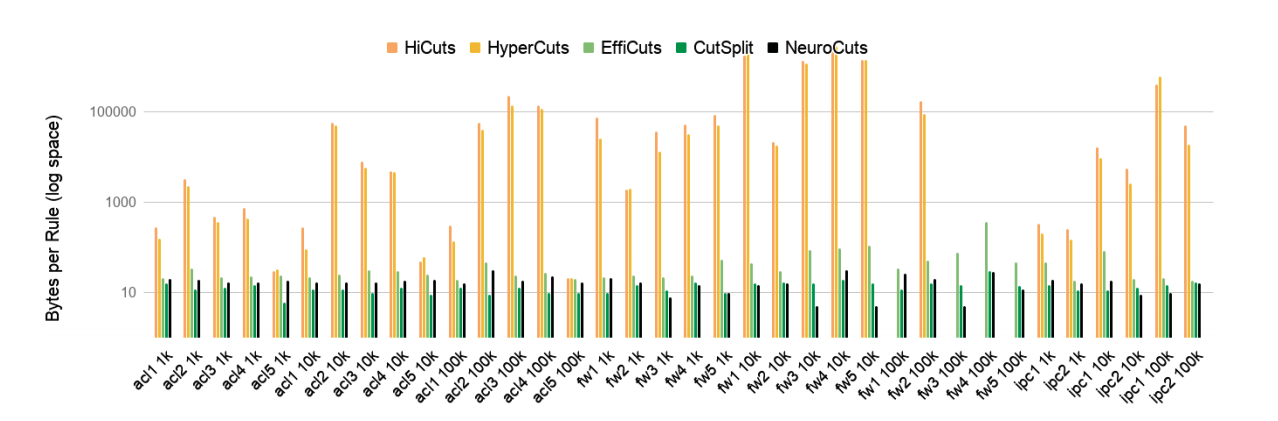 HiCuts HyperCuts EffiCuts CutSplit NeuroCuts
Bytes per Rule (log space)
100000
1000
10
acl1 1k
acl2 1k
acl3 1k
acl4 1k
acl5 1k
acl1 10k
acl2 10k
acl3 10k
acl4 10k
acl5 10k
acl1 100k
acl2 100k
acl3 100k
acl4 100k
acl5 100k
fw1 1k
fw2 1k
fw3 1k
fw4 1k
fw5 1k
fw1 10k
fw2 10k
fw3 10k
fw4 10k
fw5 10k
fw1 100k
fw2 100k
fw3 100k
fw4 100k
fw5 100k
ipc1 1k
ipc2 1k
ipc1 10k
ipc2 10k
ipc1 100k
ipc2 100k